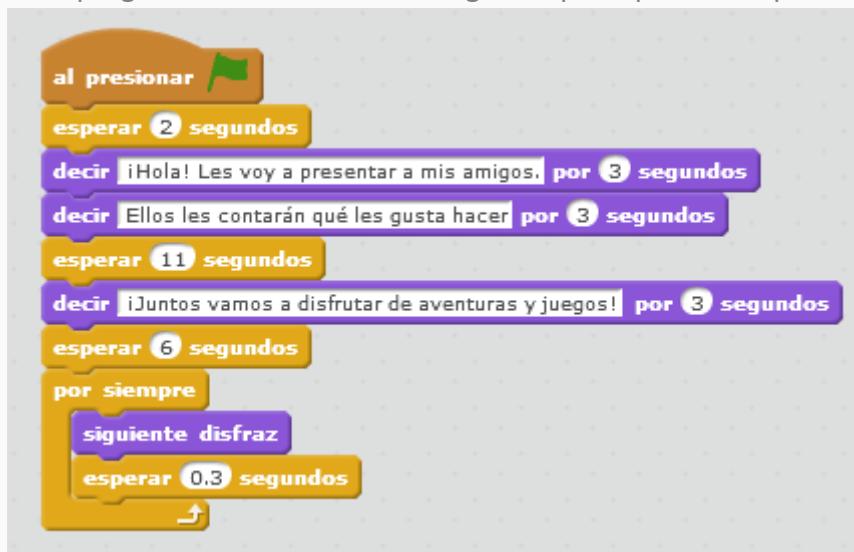 al presionar
esperar 2 segundos
decir ¡Hola! Les voy a presentar a mis amigos. por 3 segundos
decir Ellos les contarán qué les gusta hacer por 3 segundos
esperar 11 segundos
decir ¡Juntos vamos a disfrutar de aventuras y juegos! por 3 segundos
esperar 6 segundos
por siempre
siguiente disfraz
esperar 0.3 segundos